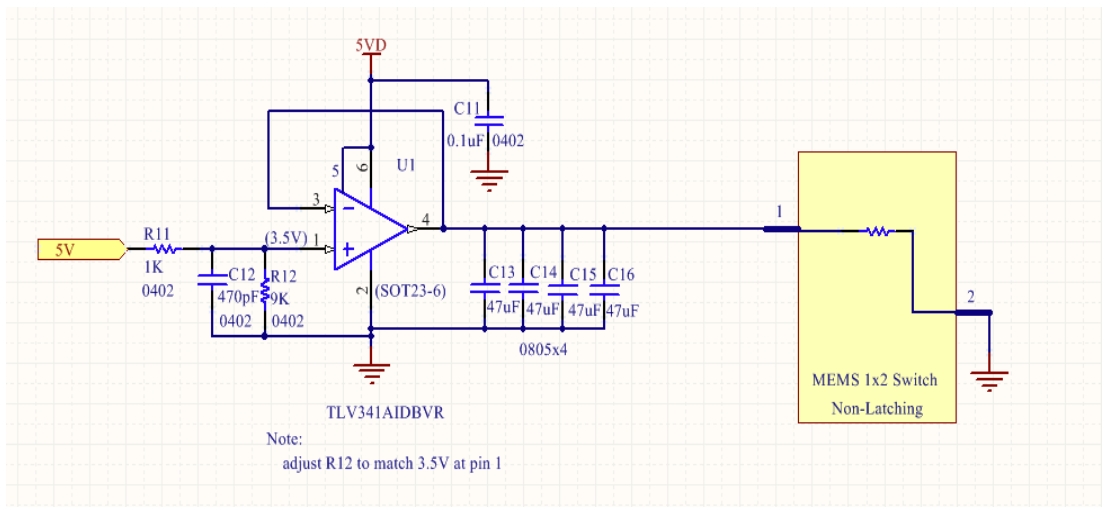 5VD
C11
0.1uF 0402
U1
5
6
3
4
1
2
(3.5V)
5V
R11
1K
0402
C12
470pF
0402
R12
9K
0402
(SOT23-6)
C13
47uF
C14
47uF
C15
47uF
C16
47uF
0805x4
1
2
MEMS 1x2 Switch
Non-Latching
TLV341AIDBVR
Note:
adjust R12 to match 3.5V at pin 1